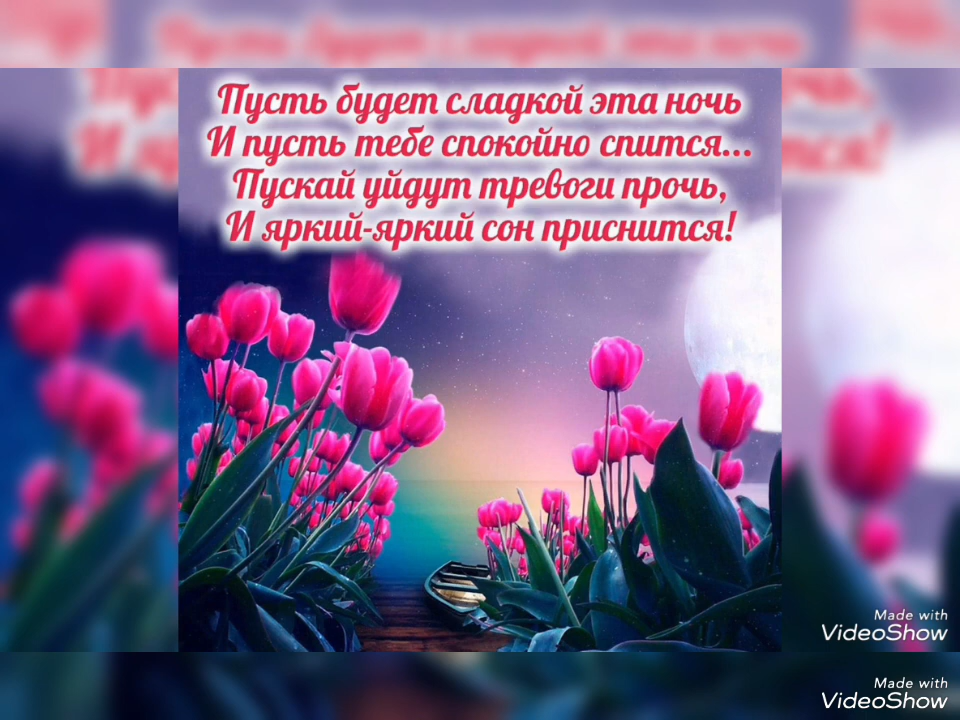 Пусть будет сладкой эта ночь
И пусть тебе спокойно спится...
Пускай уйдут тревоги прочь,
И яркий-яркий сон приснится!
Made with
VideoShow
Made with
VideoShow